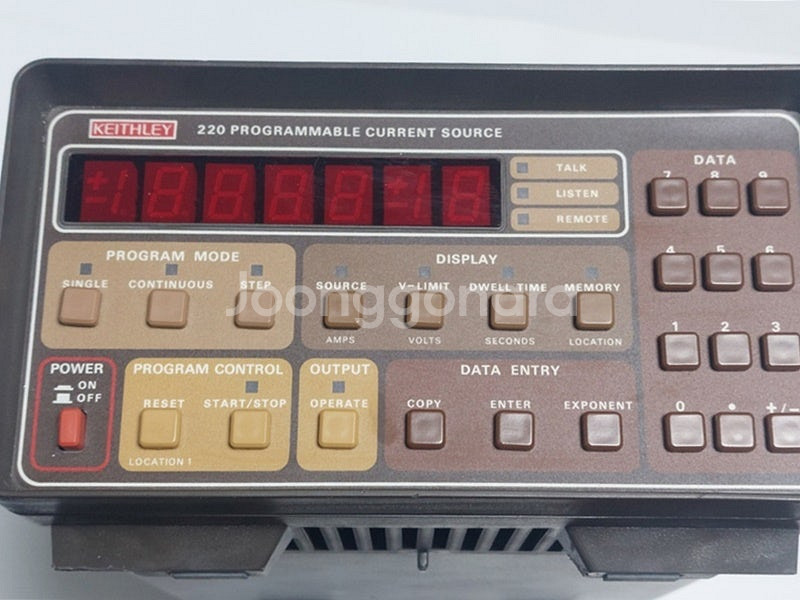 KEITHLEY 220 PROGRAMMABLE CURRENT SOURCE
TALK
LISTEN
REMOTE
PROGRAM MODE
SINGLE CONTINUOUS STEP
DISPLAY
SOURCE V-LIMIT DWELL TIME MEMORY
AMPS VOLTS SECONDS LOCATION
POWER
ON
OFF
PROGRAM CONTROL
RESET START/STOP
LOCATION 1
OUTPUT
OPERATE
DATA ENTRY
COPY ENTER EXPONENT
DATA
7 8 9
4 5 6
1 2 3
0 • +/−
Joonggonara